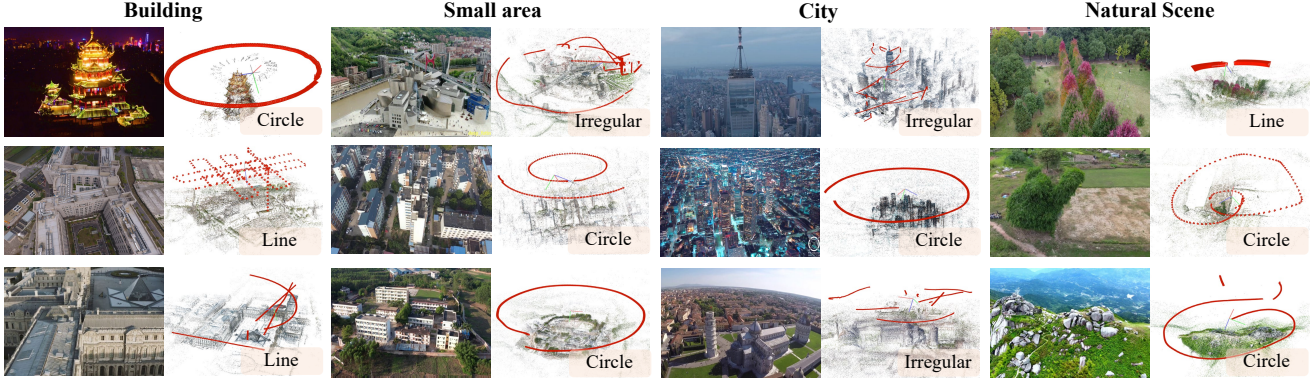 Building
Small area
City
Natural Scene
Circle
Irregular
Irregular
Line
Line
Circle
Circle
Circle
Line
Circle
Irregular
Circle